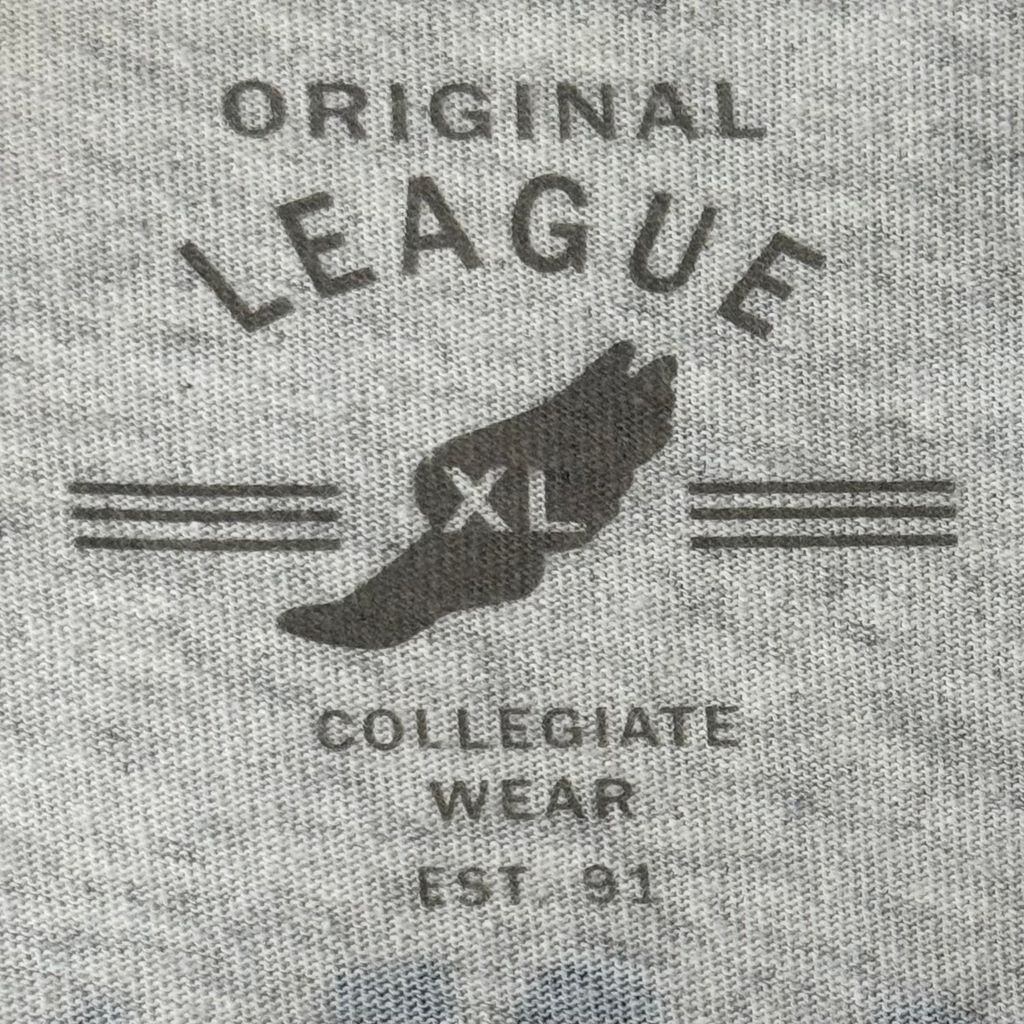 ORIGINAL
LEAGUE
XL
COLLEGIATE
WEAR
EST. 91